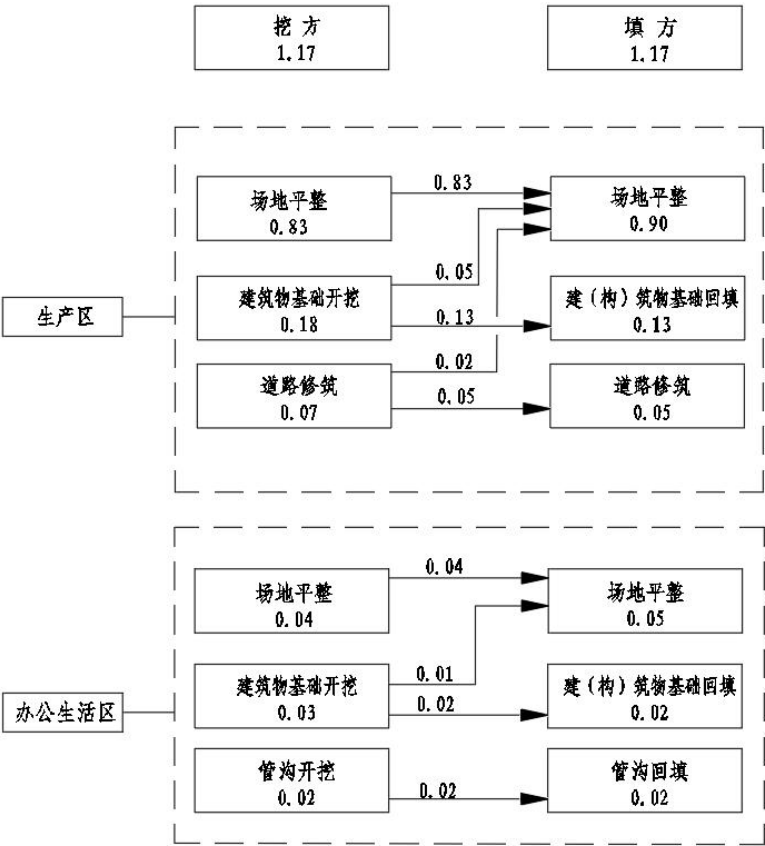 挖 方
1.17
填 方
1.17
生产区
场地平整
0.83
0.83
场地平整
0.90
建筑物基础开挖
0.18
0.05
0.13
建(构)筑物基础回填
0.13
道路修筑
0.07
0.02
0.05
道路修筑
0.05
办公生活区
场地平整
0.04
0.04
场地平整
0.05
建筑物基础开挖
0.03
0.01
0.02
建(构)筑物基础回填
0.02
管沟开挖
0.02
0.02
管沟回填
0.02